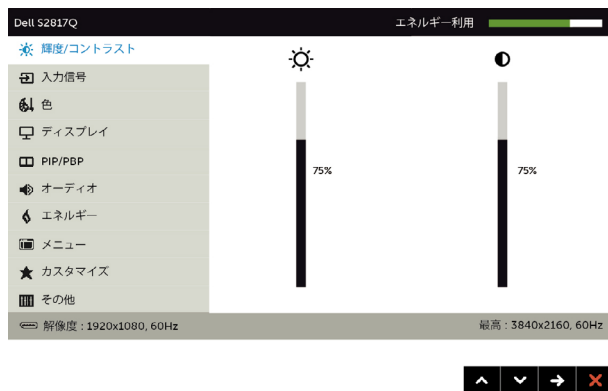 Dell S2817Q
エネルギー利用
輝度/コントラスト
入力信号
色
ディスプレイ
PIP/PBP
オーディオ
エネルギー
メニュー
カスタマイズ
その他
75%
75%
解像度 : 1920x1080, 60Hz
最高 : 3840x2160, 60Hz